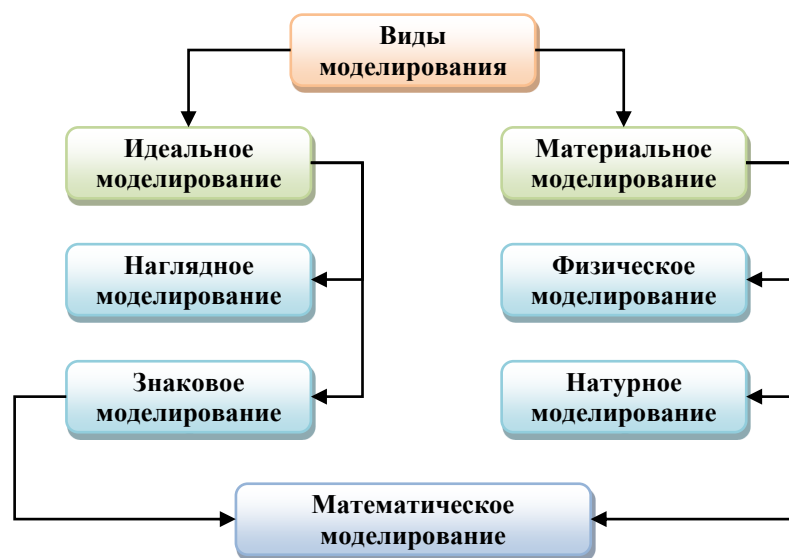 Виды
моделирования
Идеальное
моделирование
Материальное
моделирование
Наглядное
моделирование
Физическое
моделирование
Знаковое
моделирование
Натурное
моделирование
Математическое
моделирование